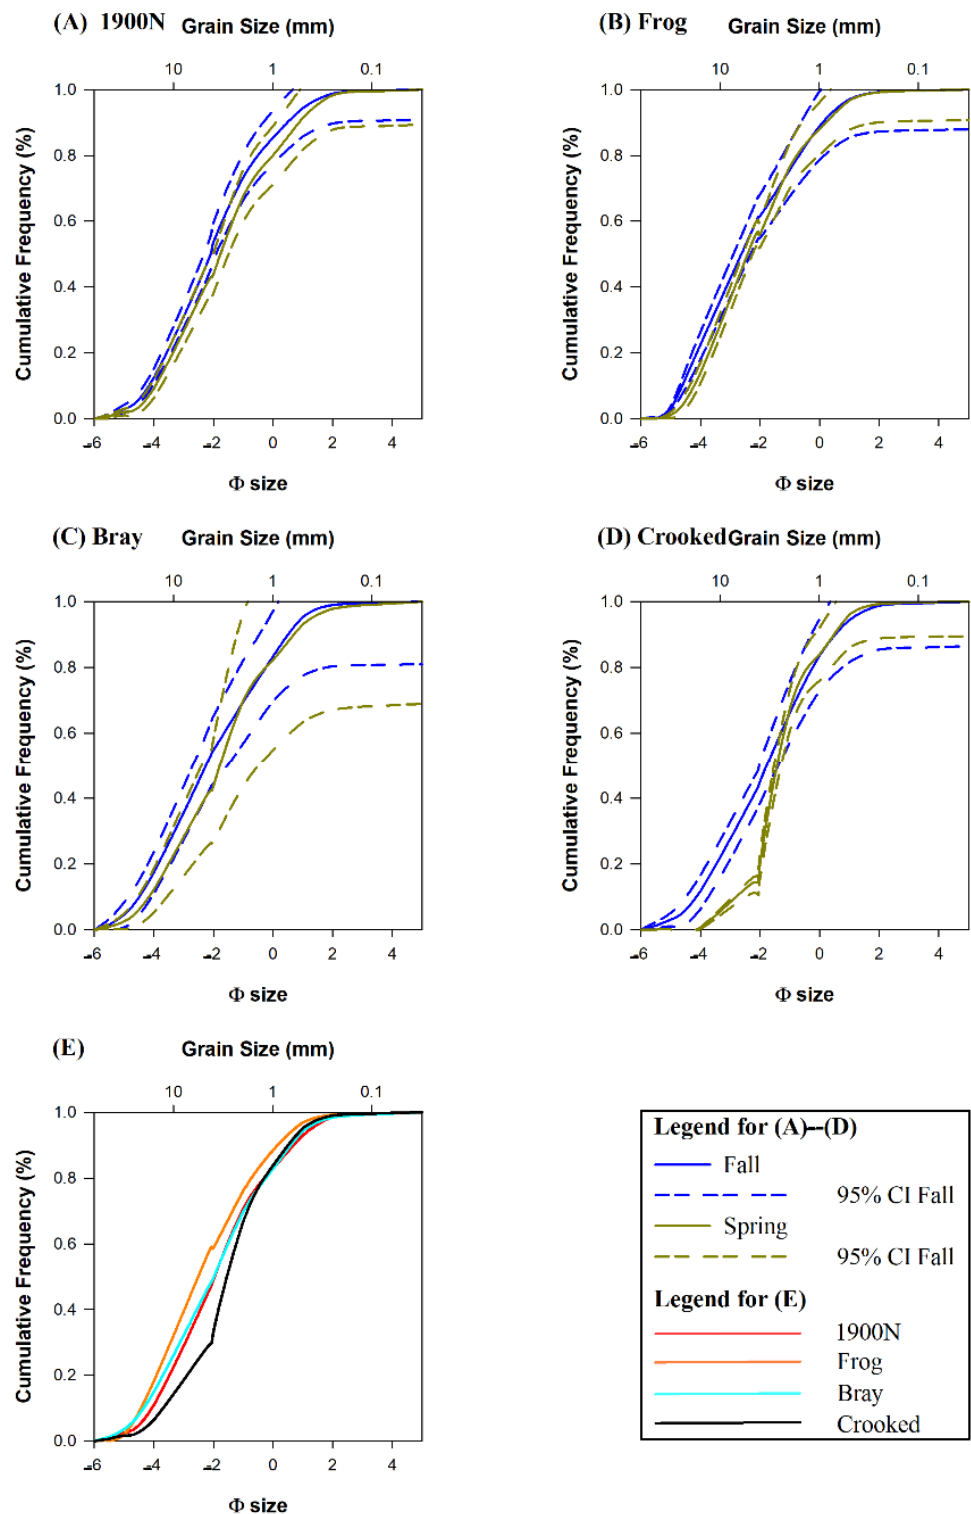 (A) 1900N
Grain Size (mm)
10 1 0.1
1.0
0.8
0.6
0.4
0.2
0.0
Cumulative Frequency (%)
-6 -4 -2 0 2 4
Φ size
(B) Frog
Grain Size (mm)
10 1 0.1
1.0
0.8
0.6
0.4
0.2
0.0
Cumulative Frequency (%)
-6 -4 -2 0 2 4
Φ size
(C) Bray
Grain Size (mm)
10 1 0.1
1.0
0.8
0.6
0.4
0.2
0.0
Cumulative Frequency (%)
-6 -4 -2 0 2 4
Φ size
(D) Crooked
Grain Size (mm)
10 1 0.1
1.0
0.8
0.6
0.4
0.2
0.0
Cumulative Frequency (%)
-6 -4 -2 0 2 4
Φ size
(E)
Grain Size (mm)
10 1 0.1
1.0
0.8
0.6
0.4
0.2
0.0
Cumulative Frequency (%)
-6 -4 -2 0 2 4
Φ size
Legend for (A)--(D)
Fall
95% CI Fall
Spring
95% CI Fall
Legend for (E)
1900N
Frog
Bray
Crooked